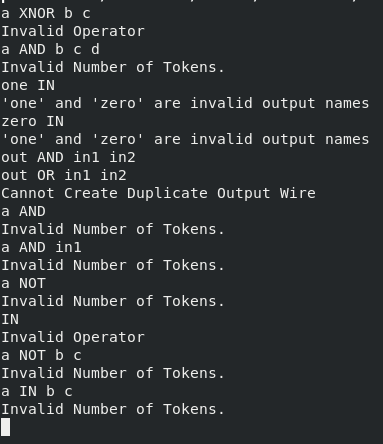 a XNOR b c
Invalid Operator
a AND b c d
Invalid Number of Tokens.
one IN
'one' and 'zero' are invalid output names
zero IN
'one' and 'zero' are invalid output names
out AND in1 in2
out OR in1 in2
Cannot Create Duplicate Output Wire
a AND
Invalid Number of Tokens.
a AND in1
Invalid Number of Tokens.
a NOT
Invalid Number of Tokens.
IN
Invalid Operator
a NOT b c
Invalid Number of Tokens.
a IN b c
Invalid Number of Tokens.